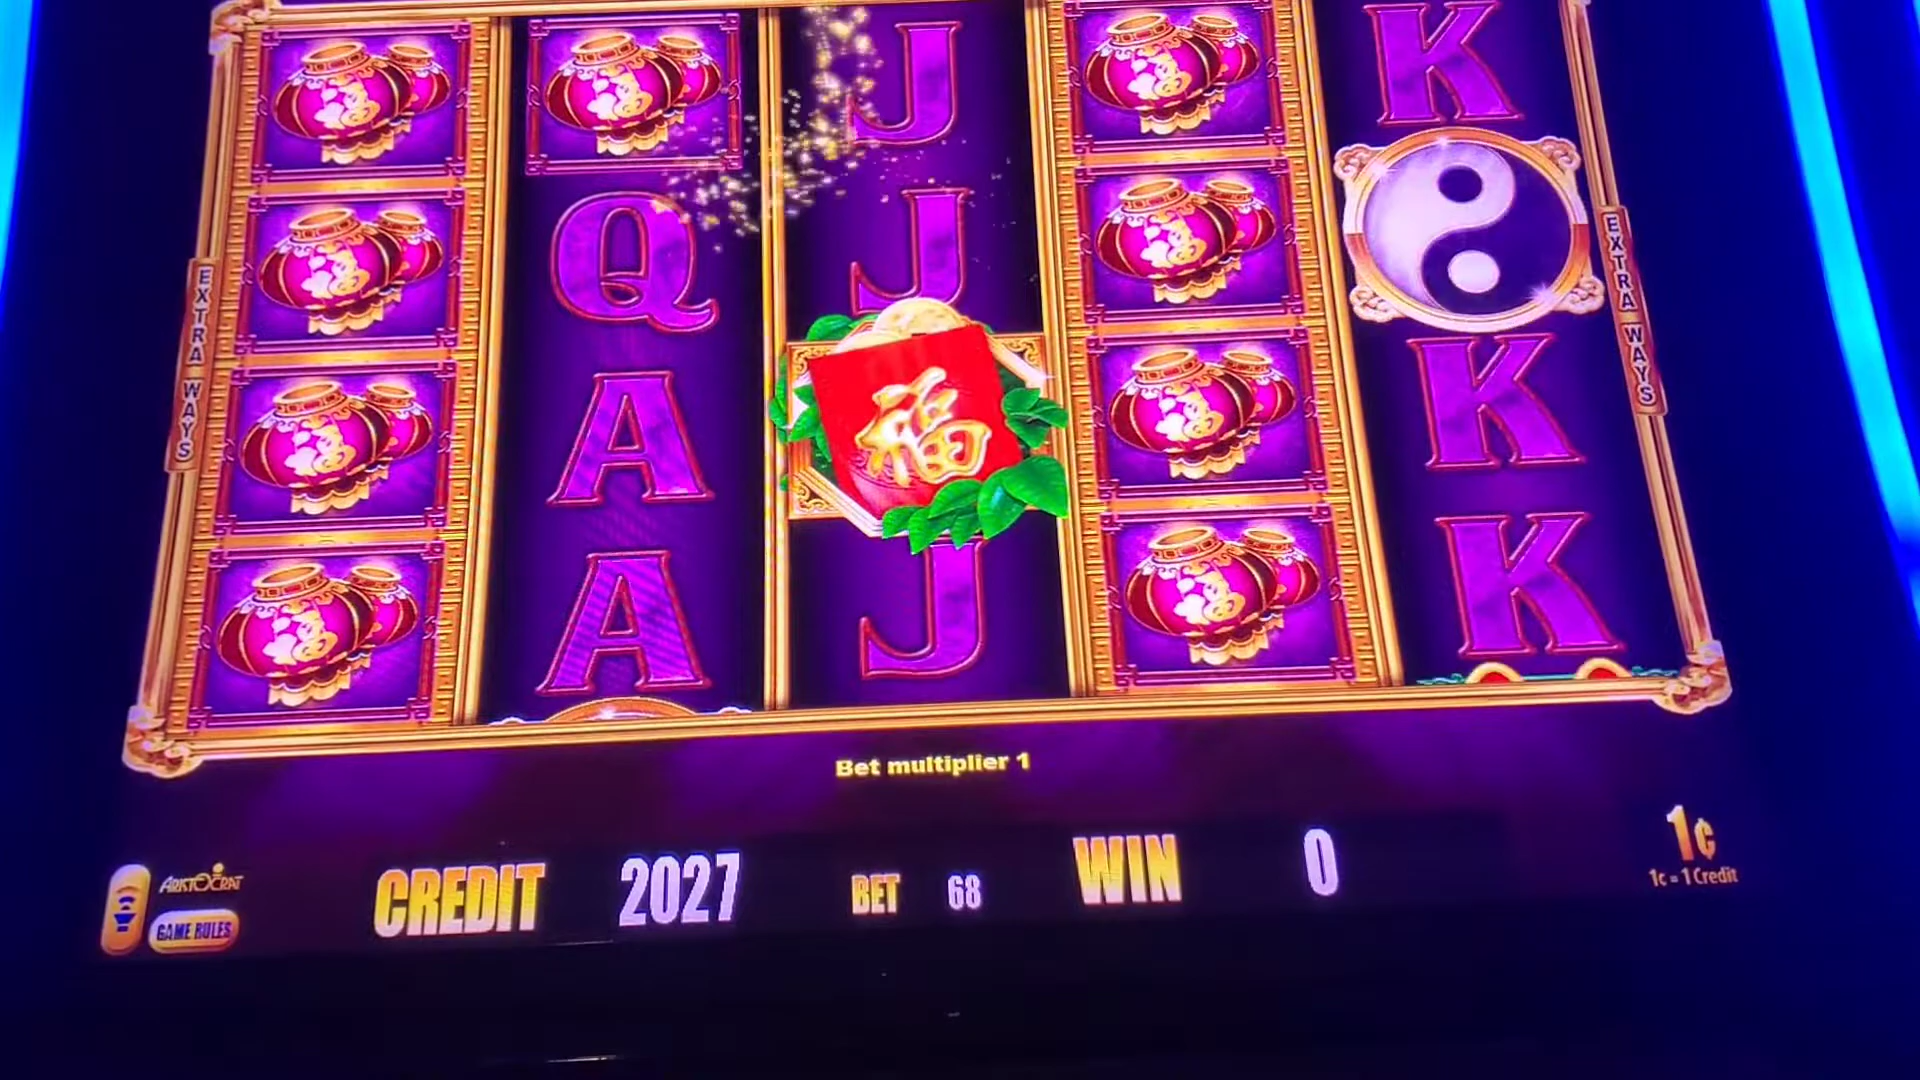 J
K
Q
J
A
福
K
A
J
K
EXTRA WAYS
EXTRA WAYS
Bet multiplier 1
ARISTOCRAT
GAME RULES
CREDIT 2027 BET 68 WIN 0
1¢
1¢ = 1 Credit